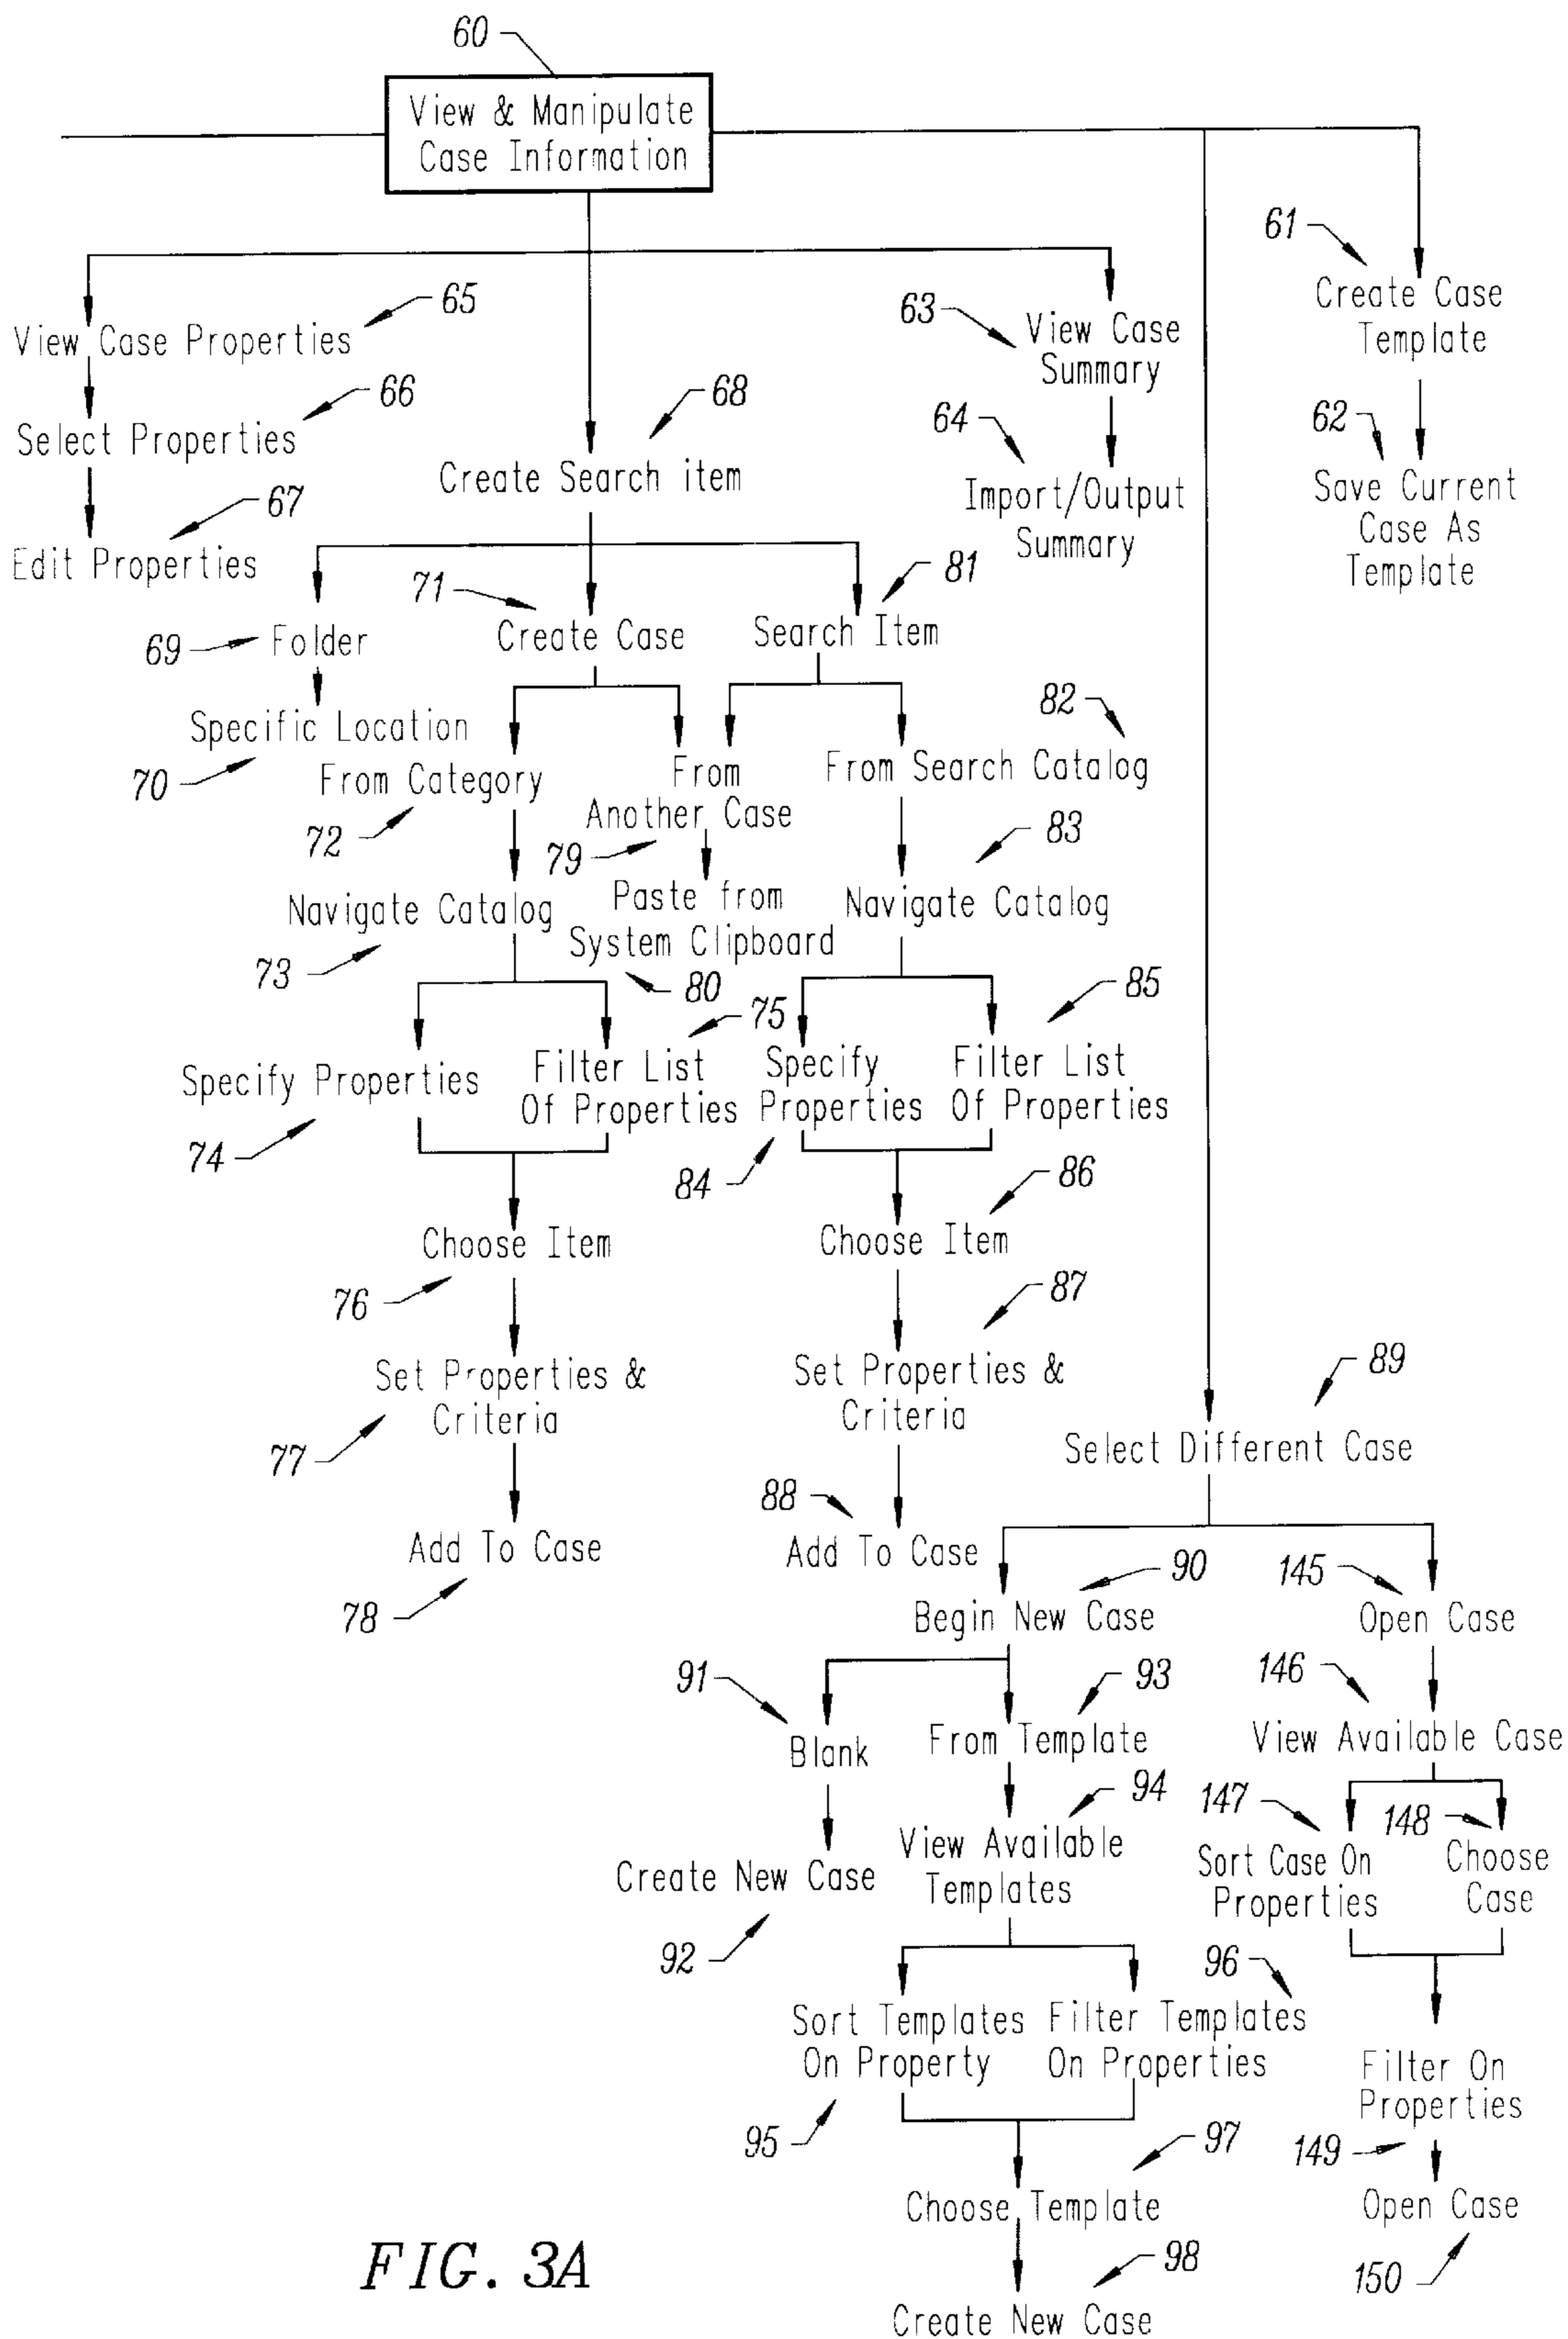 60
View & Manipulate
Case Information
61
Create Case
Template
62
Save Current
Case As
Template
63
View Case
Summary
64
Import/Output
Summary
65
View Case Properties
66
Select Properties
67
Edit Properties
68
Create Search item
69
Folder
70
Specific Location
71
Create Case
81
Search Item
72
From Category
79
From
Another Case
82
From Search Catalog
73
Navigate Catalog
80
Paste from
System Clipboard
83
Navigate Catalog
74
Specify Properties
75
Filter List
Of Properties
84
Specify
Properties
85
Filter List
Of Properties
76
Choose Item
86
Choose Item
77
Set Properties &
Criteria
87
Set Properties &
Criteria
78
Add To Case
88
Add To Case
89
Select Different Case
90
Begin New Case
145
Open Case
91
Blank
93
From Template
146
View Available Case
92
Create New Case
94
View Available
Templates
147
Sort Case On
Properties
148
Choose
Case
95
Sort Templates
On Property
96
Filter Templates
On Properties
149
Filter On
Properties
97
Choose Template
150
Open Case
98
Create New Case
FIG. 3A